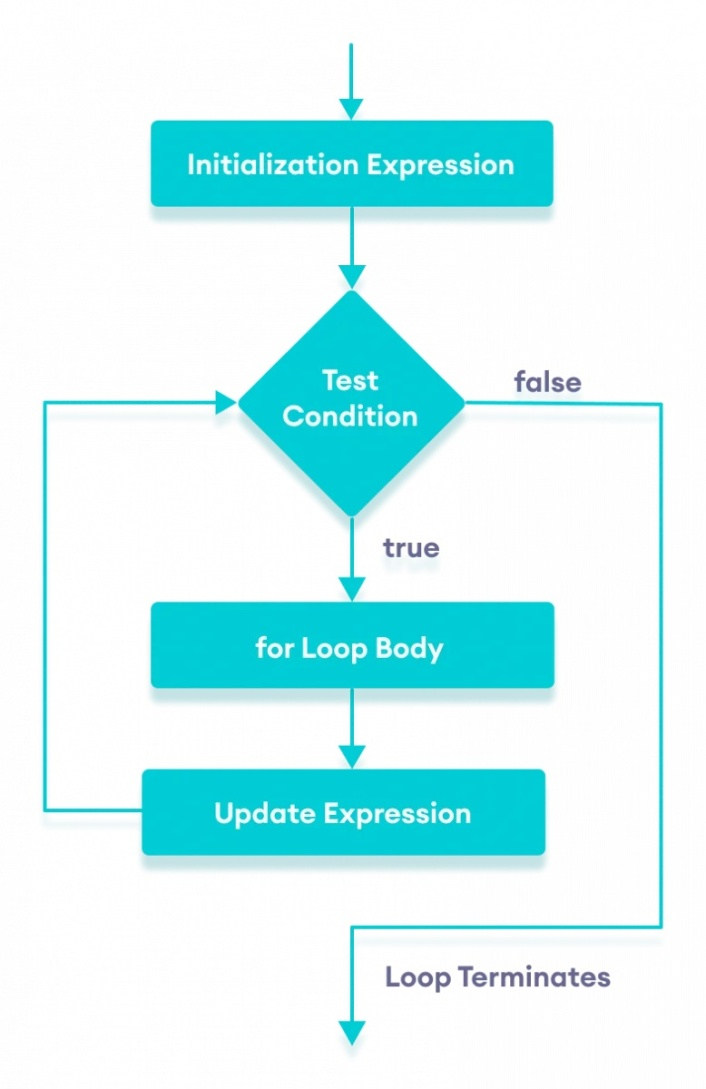 Initialization Expression
Test
Condition
false
true
for Loop Body
Update Expression
Loop Terminates